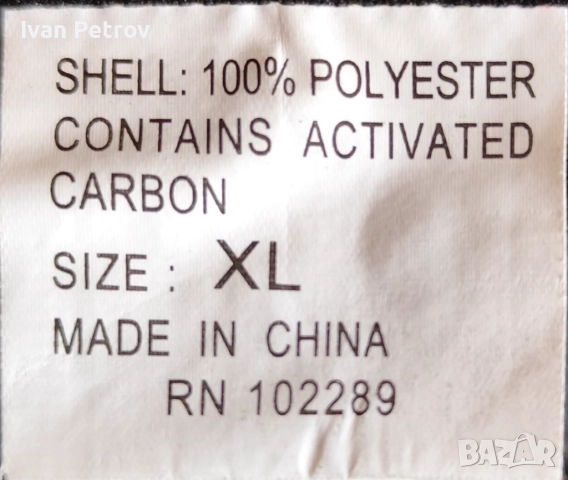 Ivan Petrov
SHELL: 100% POLYESTER
CONTAINS ACTIVATED
CARBON
SIZE : XL
MADE IN CHINA
RN 102289
BAZAR